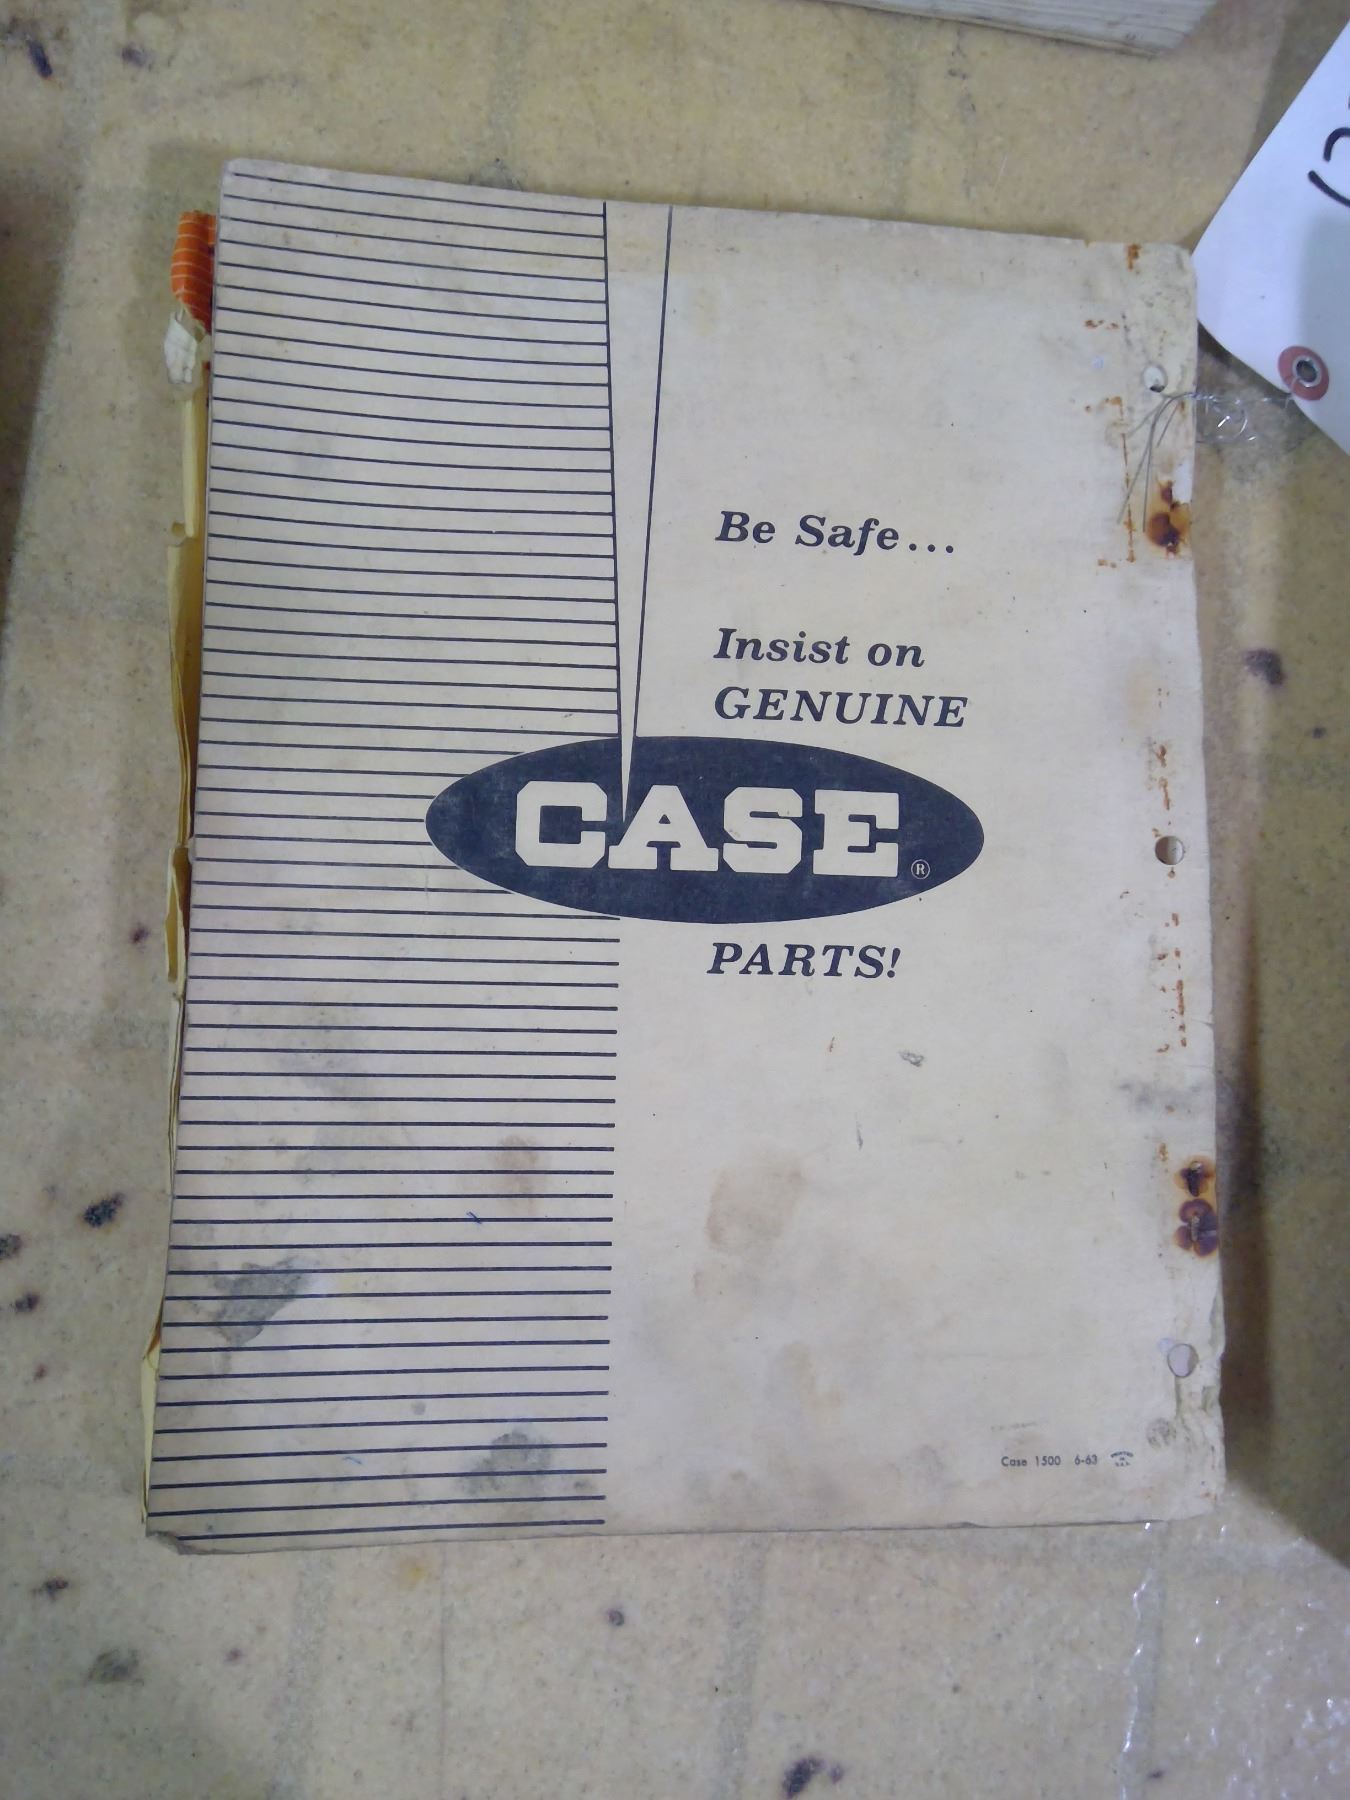 Be Safe...
Insist on
GENUINE
CASE®
PARTS!
Case 1500 6-63